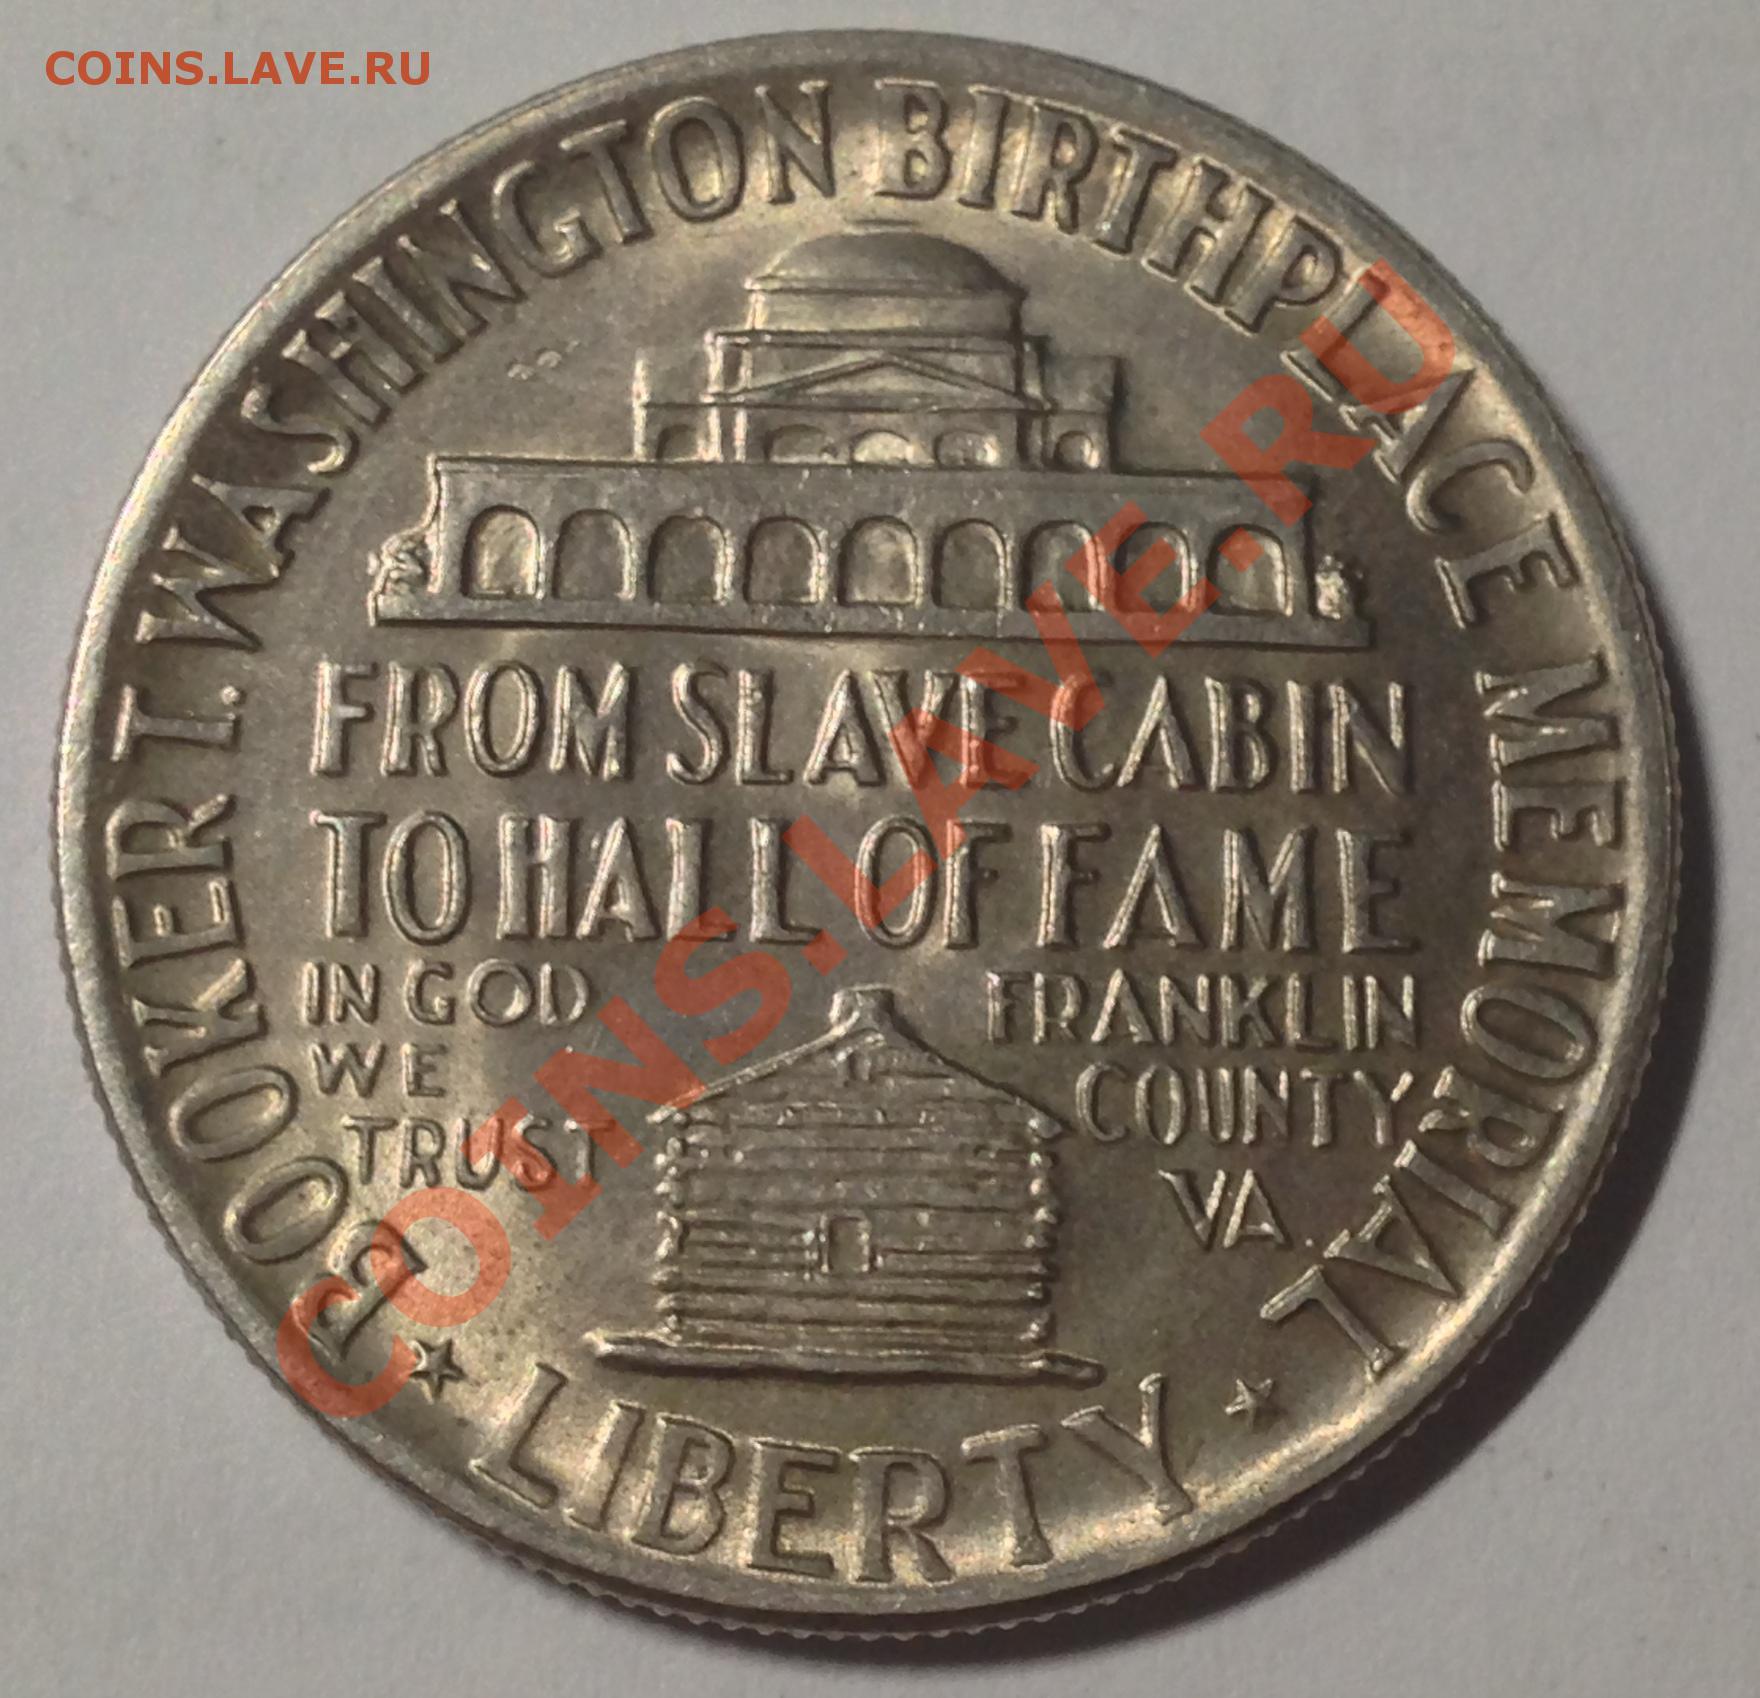 COINS.LAVE.RU
BOOKER T. WASHINGTON BIRTHPLACE MEMORIAL
FROM SLAVE CABIN
TO HALL OF FAME
IN GOD
WE
TRUST
FRANKLIN
COUNTY
VA.
LIBERTY
COINS.LAVE.RU